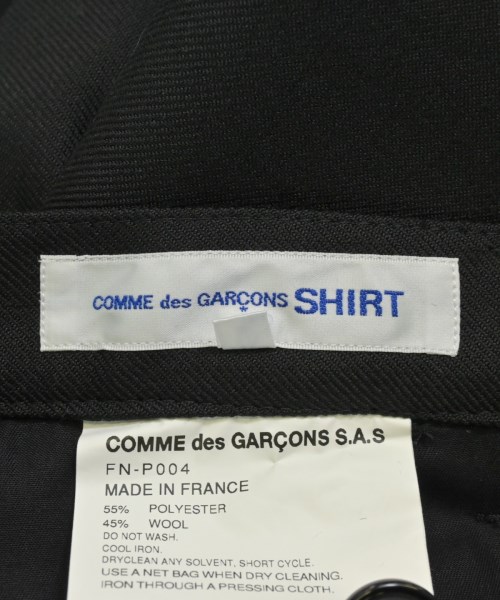 COMME des GARÇONS SHIRT
*
COMME des GARÇONS S.A.S
FN-P004
MADE IN FRANCE
55% POLYESTER
45% WOOL
DO NOT WASH.
COOL IRON.
DRYCLEAN ANY SOLVENT, SHORT CYCLE.
USE A NET BAG WHEN DRY CLEANING.
IRON THROUGH A PRESSING CLOTH.